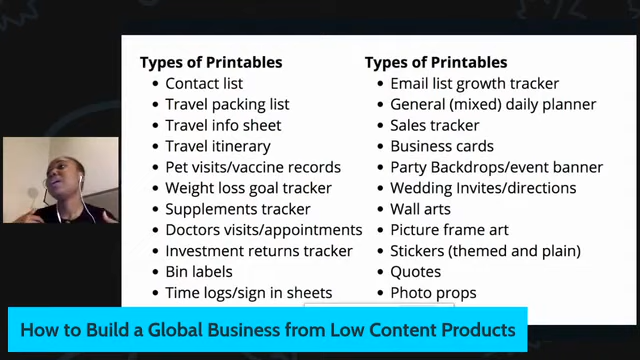 Types of Printables
• Contact list
• Travel packing list
• Travel info sheet
• Travel itinerary
• Pet visits/vaccine records
• Weight loss goal tracker
• Supplements tracker
• Doctors visits/appointments
• Investment returns tracker
• Bin labels
• Time logs/sign in sheets
Types of Printables
• Email list growth tracker
• General (mixed) daily planner
• Sales tracker
• Business cards
• Party Backdrops/event banner
• Wedding Invites/directions
• Wall arts
• Picture frame art
• Stickers (themed and plain)
• Quotes
• Photo props
How to Build a Global Business from Low Content Products